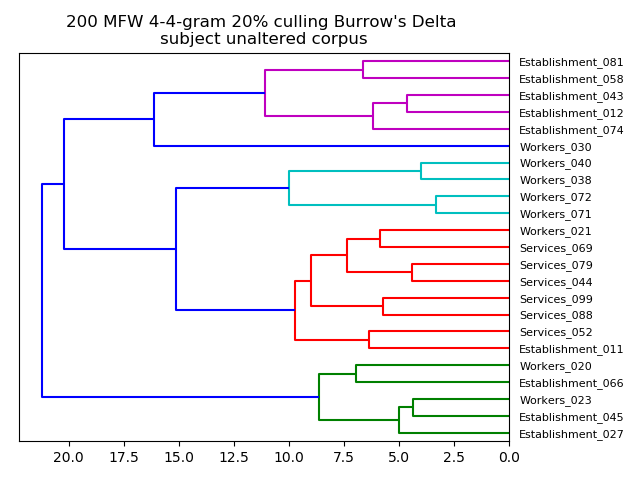 200 MFW 4-4-gram 20% culling Burrow's Delta
subject unaltered corpus
Establishment_081
Establishment_058
Establishment_043
Establishment_012
Establishment_074
Workers_030
Workers_040
Workers_038
Workers_072
Workers_071
Workers_021
Services_069
Services_079
Services_044
Services_099
Services_088
Services_052
Establishment_011
Workers_020
Establishment_066
Workers_023
Establishment_045
Establishment_027
20.0 17.5 15.0 12.5 10.0 7.5 5.0 2.5 0.0